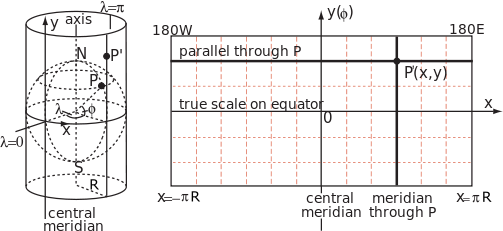 λ=π
y axis
N
P'
P
λ φ
x
λ=0
S
R
central
meridian
y(φ)
180W
180E
parallel through P
P'(x,y)
true scale on equator
x
0
x=-πR
central
meridian
meridian
through P
x=πR